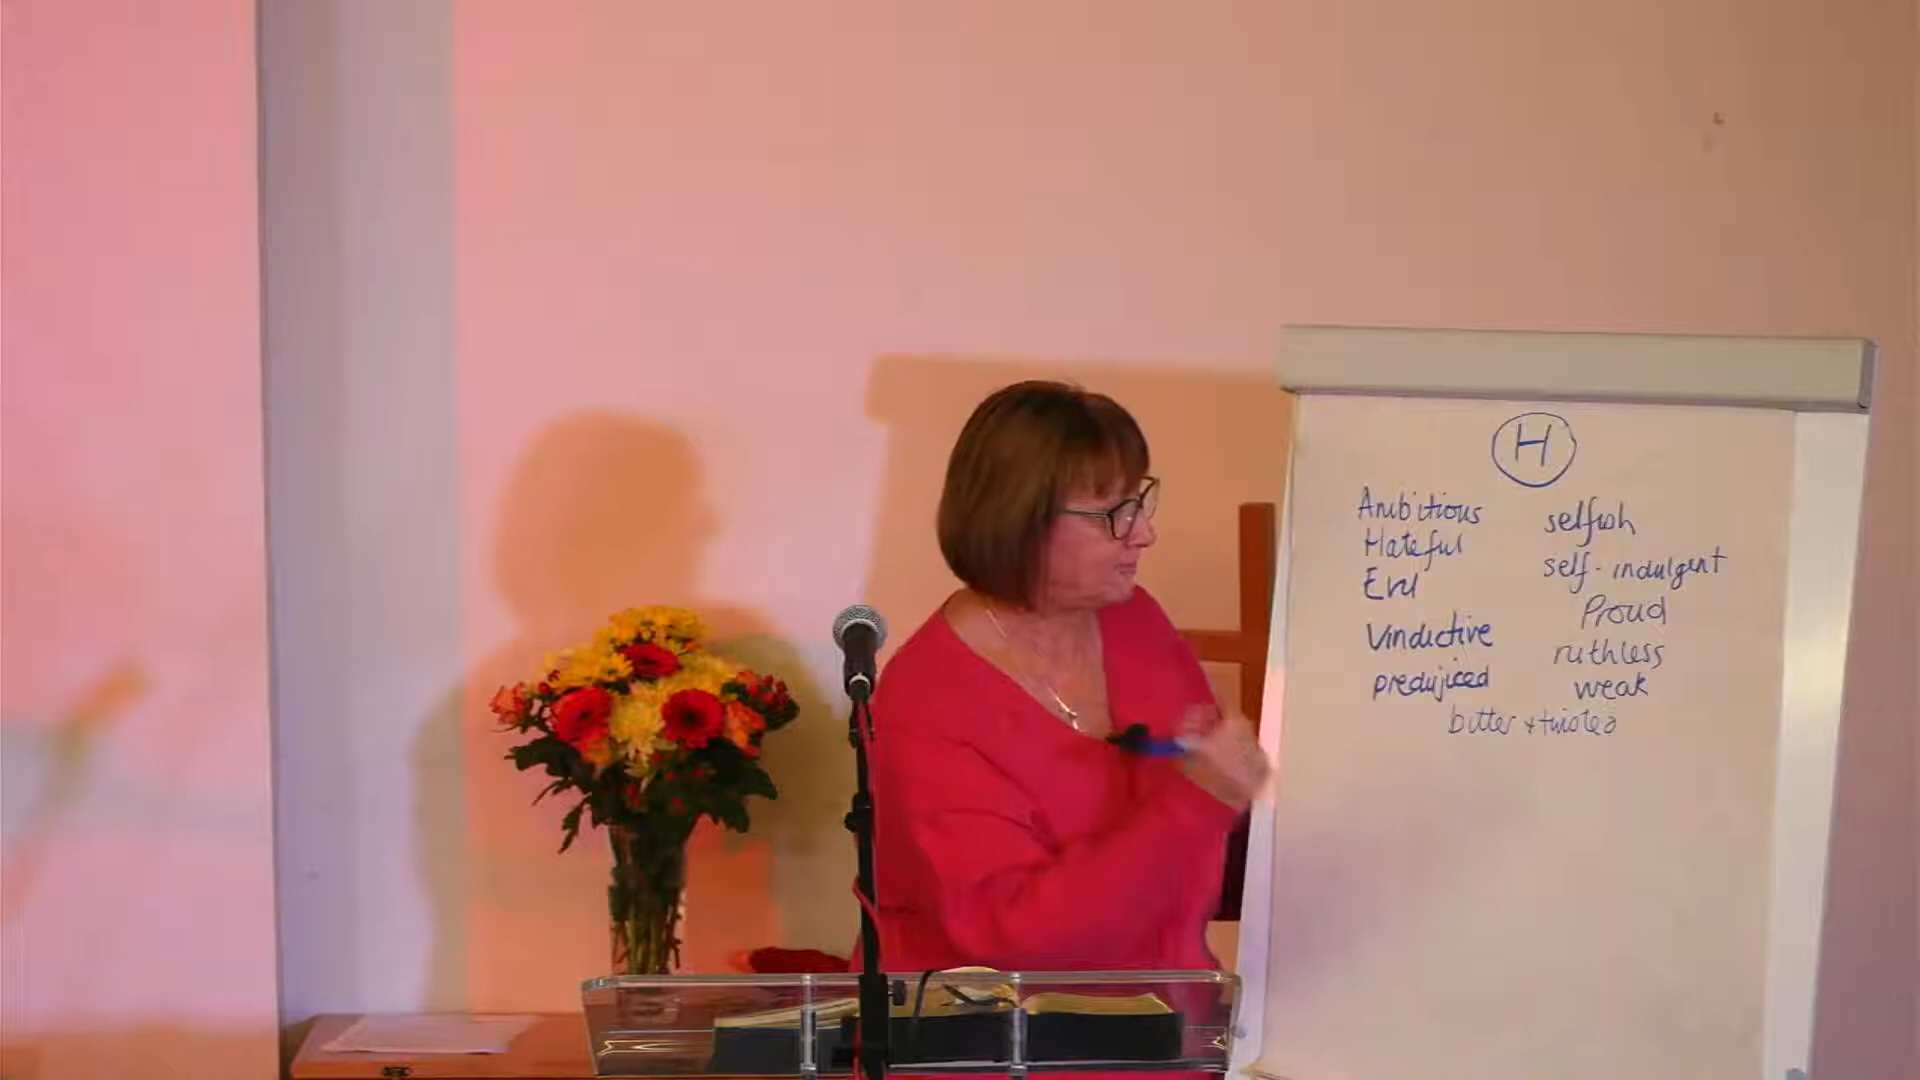 H
Ambitious selfish
Hateful self-indulgent
Evil Proud
Vindictive ruthless
predujiced weak
bitter + twisted